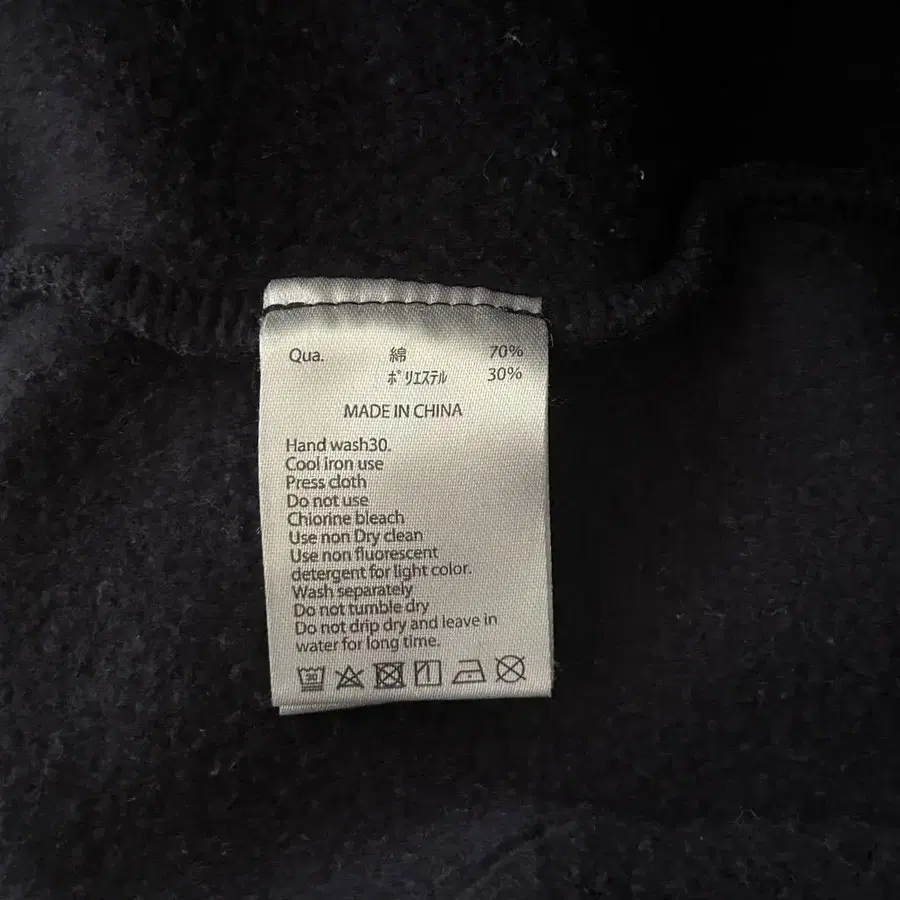 Qua. 綿 70%
ポリエステル 30%
MADE IN CHINA
Hand wash30.
Cool iron use
Press cloth
Do not use
Chiorine bleach
Use non Dry clean
Use non fluorescent
detergent for light color.
Wash separately
Do not tumble dry
Do not drip dry and leave in
water for long time.
30